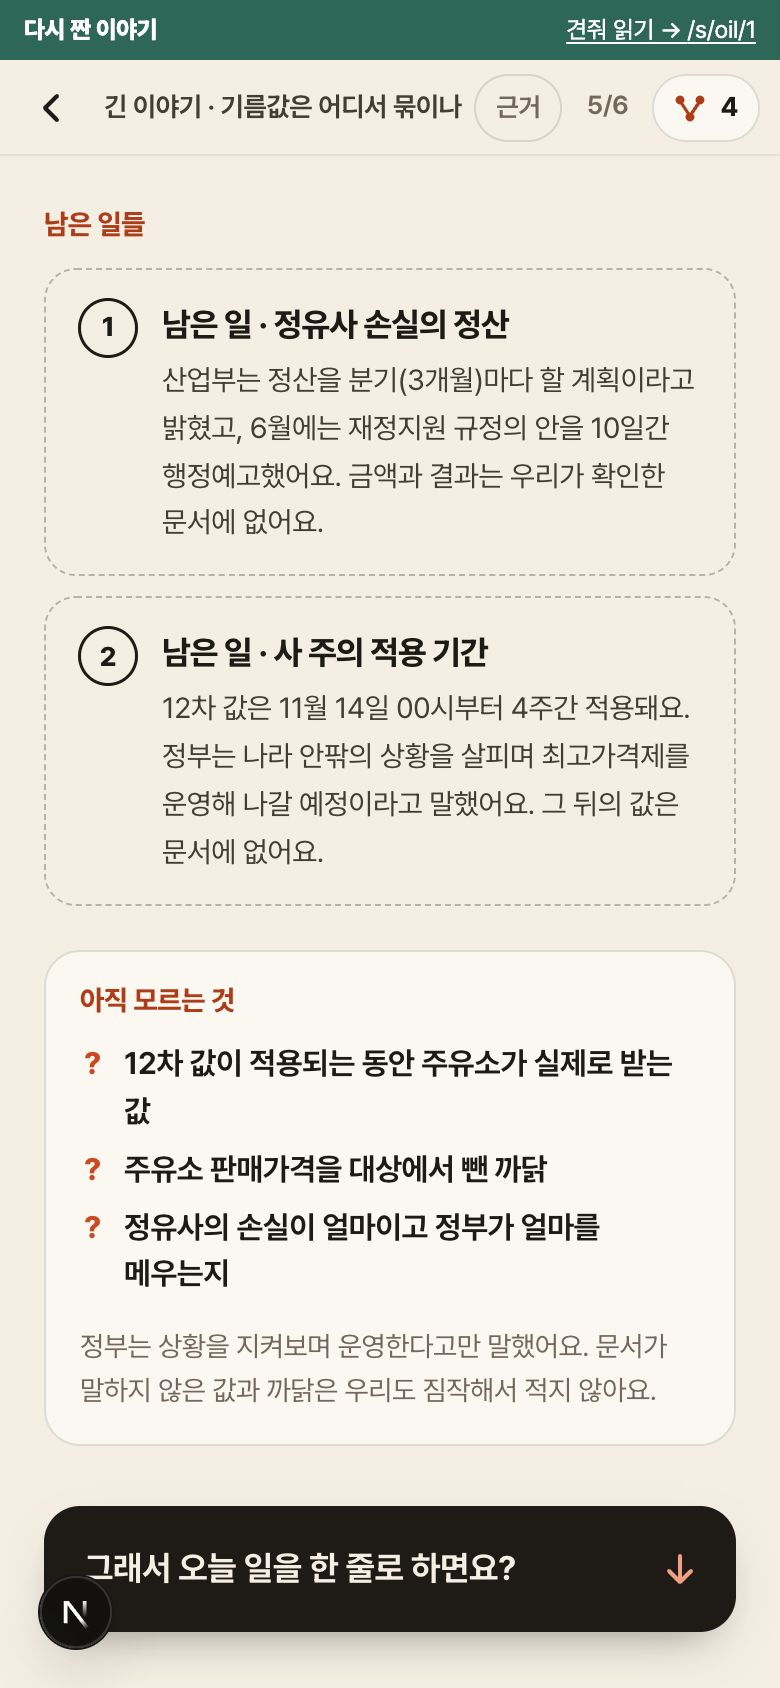 다시 짠 이야기
견줘 읽기 → /s/oil/1
긴 이야기 · 기름값은 어디서 묶이나
근거
5/6
4
남은 일들
1
남은 일 · 정유사 손실의 정산
산업부는 정산을 분기(3개월)마다 할 계획이라고
밝혔고, 6월에는 재정지원 규정의 안을 10일간
행정예고했어요. 금액과 결과는 우리가 확인한
문서에 없어요.
2
남은 일 · 사 주의 적용 기간
12차 값은 11월 14일 00시부터 4주간 적용돼요.
정부는 나라 안팎의 상황을 살피며 최고가격제를
운영해 나갈 예정이라고 말했어요. 그 뒤의 값은
문서에 없어요.
아직 모르는 것
? 12차 값이 적용되는 동안 주유소가 실제로 받는
값
? 주유소 판매가격을 대상에서 뺀 까닭
? 정유사의 손실이 얼마이고 정부가 얼마를
메우는지
정부는 상황을 지켜보며 운영한다고만 말했어요. 문서가
말하지 않은 값과 까닭은 우리도 짐작해서 적지 않아요.
그래서 오늘 일을 한 줄로 하면요? ↓
N